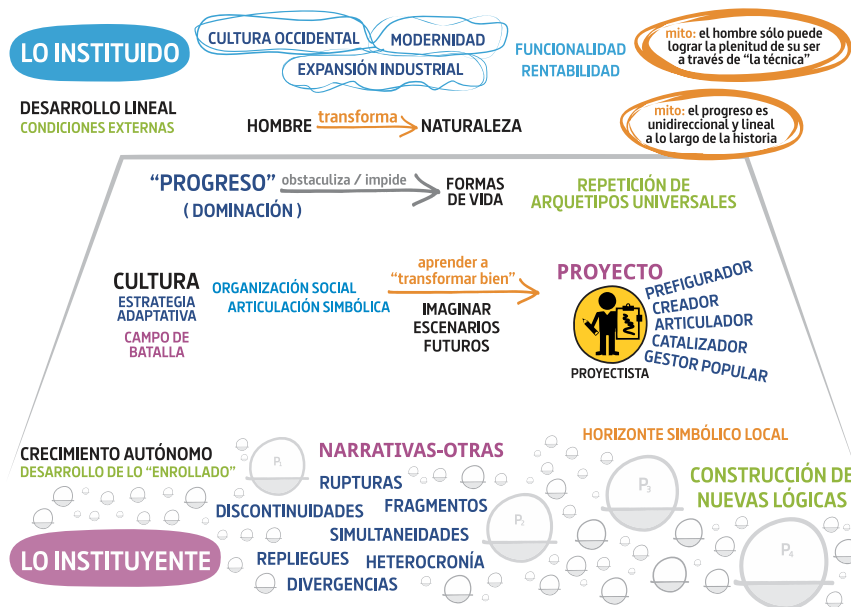 LO INSTITUIDO
CULTURA OCCIDENTAL
MODERNIDAD
EXPANSIÓN INDUSTRIAL
FUNCIONALIDAD
RENTABILIDAD
mito: el hombre sólo puede
lograr la plenitud de su ser
a través de "la técnica"
DESARROLLO LINEAL
CONDICIONES EXTERNAS
HOMBRE transforma NATURALEZA
mito: el progreso es
unidireccional y lineal
a lo largo de la historia
"PROGRESO" obstaculiza / impide FORMAS
DE VIDA
( DOMINACIÓN )
REPETICIÓN DE
ARQUETIPOS UNIVERSALES
CULTURA
ESTRATEGIA
ADAPTATIVA
CAMPO DE
BATALLA
ORGANIZACIÓN SOCIAL
ARTICULACIÓN SIMBÓLICA
aprender a
"transformar bien"
IMAGINAR
ESCENARIOS
FUTUROS
PROYECTO
PROYECTISTA
PREFIGURADOR
CREADOR
ARTICULADOR
CATALIZADOR
GESTOR POPULAR
CRECIMIENTO AUTÓNOMO
DESARROLLO DE LO "ENROLLADO"
P1
NARRATIVAS-OTRAS
HORIZONTE SIMBÓLICO LOCAL
RUPTURAS
DISCONTINUIDADES
FRAGMENTOS
P2
P3
CONSTRUCCIÓN DE
NUEVAS LÓGICAS
SIMULTANEIDADES
LO INSTITUYENTE
REPLIEGUES
HETEROCRONÍA
DIVERGENCIAS
P4